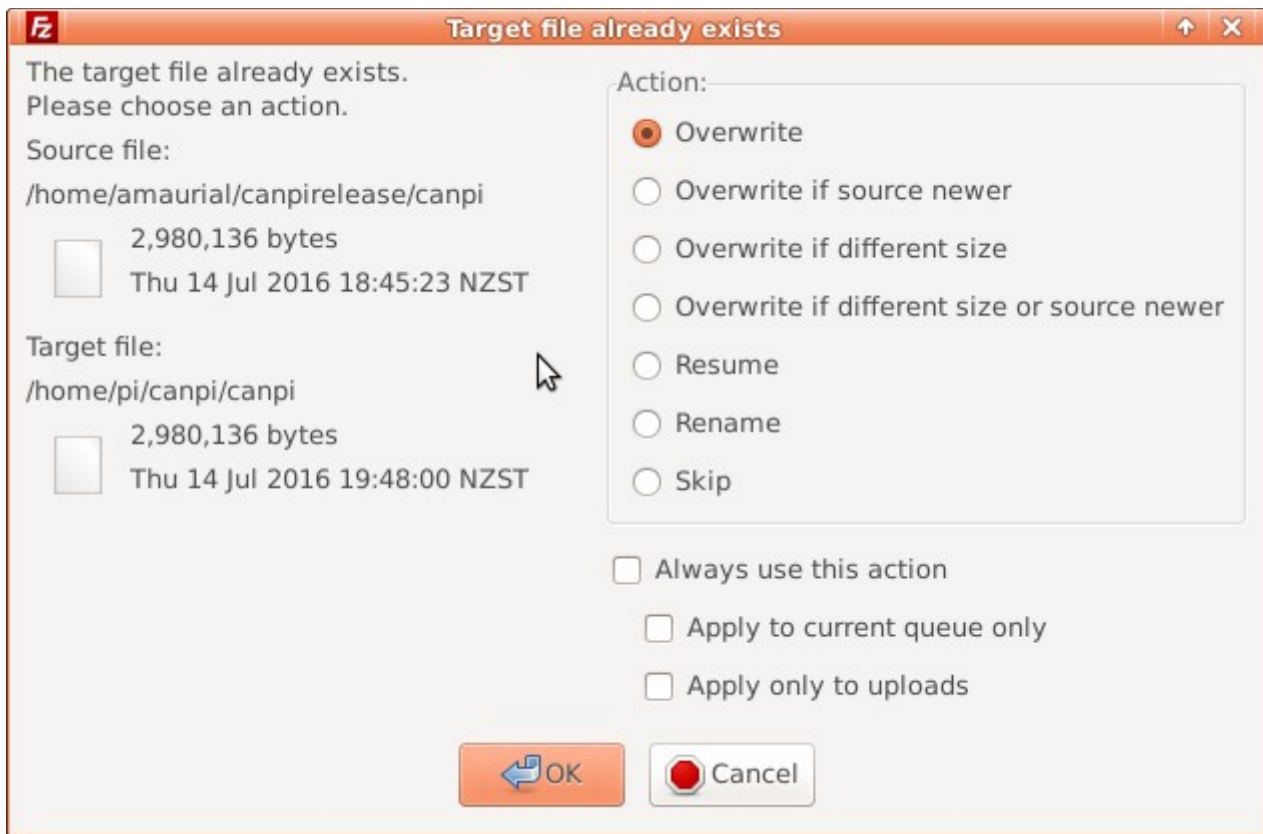 Fz
Target file already exists
The target file already exists.
Please choose an action.
Source file:
/home/amaurial/canpirelease/canpi
2,980,136 bytes
Thu 14 Jul 2016 18:45:23 NZST
Target file:
/home/pi/canpi/canpi
2,980,136 bytes
Thu 14 Jul 2016 19:48:00 NZST
Action:
Overwrite
Overwrite if source newer
Overwrite if different size
Overwrite if different size or source newer
Resume
Rename
Skip
Always use this action
Apply to current queue only
Apply only to uploads
OK
Cancel